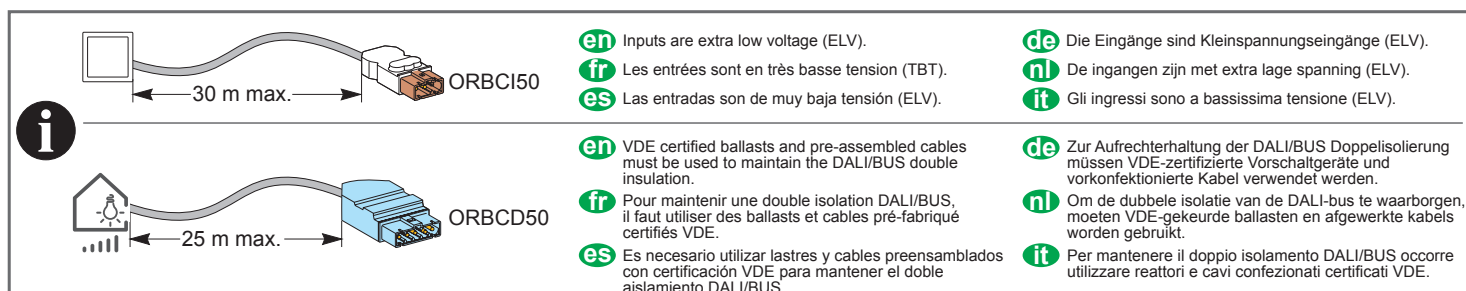 30 m max.
ORBCI50
en Inputs are extra low voltage (ELV).
fr Les entrées sont en très basse tension (TBT).
es Las entradas son de muy baja tensión (ELV).
de Die Eingänge sind Kleinspannungseingänge (ELV).
nl De ingangen zijn met extra lage spanning (ELV).
it Gli ingressi sono a bassissima tensione (ELV).
i
25 m max.
ORBCD50
en VDE certified ballasts and pre-assembled cables
must be used to maintain the DALI/BUS double
insulation.
fr Pour maintenir une double isolation DALI/BUS,
il faut utiliser des ballasts et cables pré-fabriqué
certifiés VDE.
es Es necesario utilizar lastres y cables preensamblados
con certificación VDE para mantener el doble
aislamiento DALI/BUS
de Zur Aufrechterhaltung der DALI/BUS Doppelisolierung
müssen VDE-zertifizierte Vorschaltgeräte und
vorkonfektionierte Kabel verwendet werden.
nl Om de dubbele isolatie van de DALI-bus te waarborgen,
moeten VDE-gekeurde ballasten en afgewerkte kabels
worden gebruikt.
it Per mantenere il doppio isolamento DALI/BUS occorre
utilizzare reattori e cavi confezionati certificati VDE.